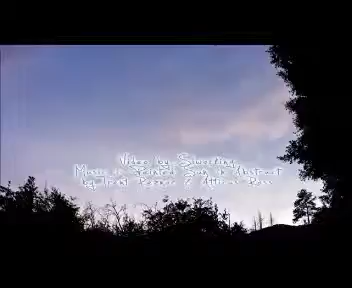 Video by
Music is Painted Sun in Abstract
by Trent Reznor & Atticus Ross